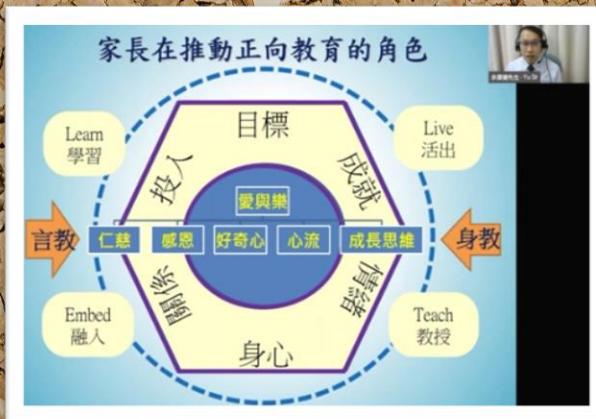 家長在推動正向教育的角色
Learn
學習
Live
活出
目標
投入
成就
愛與樂
言教
仁慈
感恩
好奇心
心流
成長思維
身教
關係
情緒
Embed
融入
Teach
教授
身心